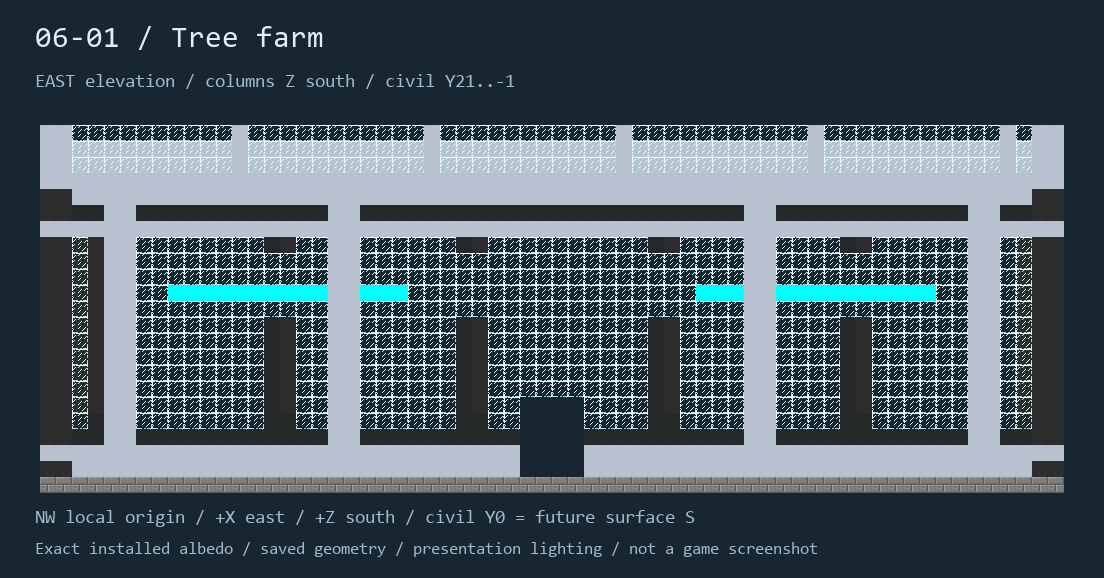 06-01 / Tree farm
EAST elevation / columns Z south / civil Y21..-1
NW local origin / +X east / +Z south / civil Y0 = future surface S
Exact installed albedo / saved geometry / presentation lighting / not a game screenshot